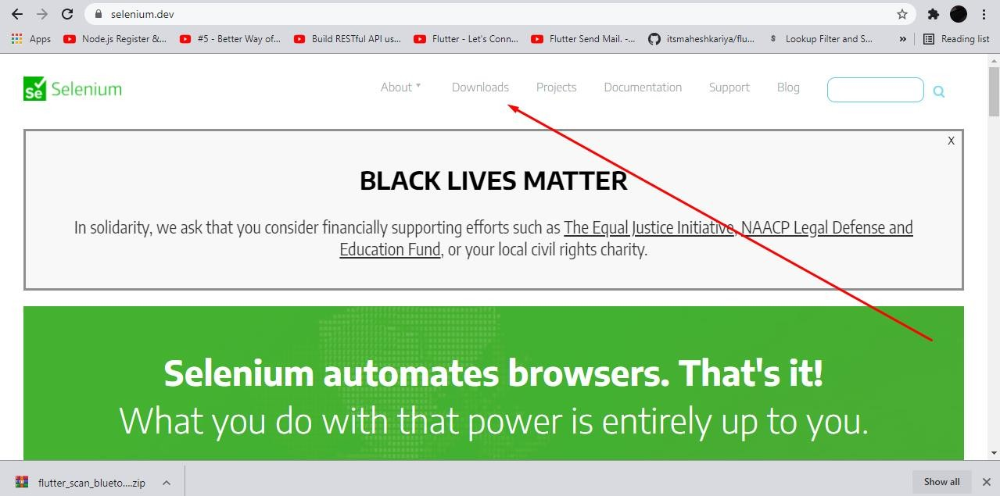 selenium.dev
Apps Node.js Register &... #5 - Better Way of... Build RESTful API us... Flutter - Let's Conn... Flutter Send Mail. -... itsmaheshkariya/flu... Lookup Filter and S... » Reading list
Se Selenium About Downloads Projects Documentation Support Blog
X
BLACK LIVES MATTER
In solidarity, we ask that you consider financially supporting efforts such as The Equal Justice Initiative, NAACP Legal Defense and
Education Fund, or your local civil rights charity.
Selenium automates browsers. That's it!
What you do with that power is entirely up to you.
flutter_scan_blueto....zip Show all